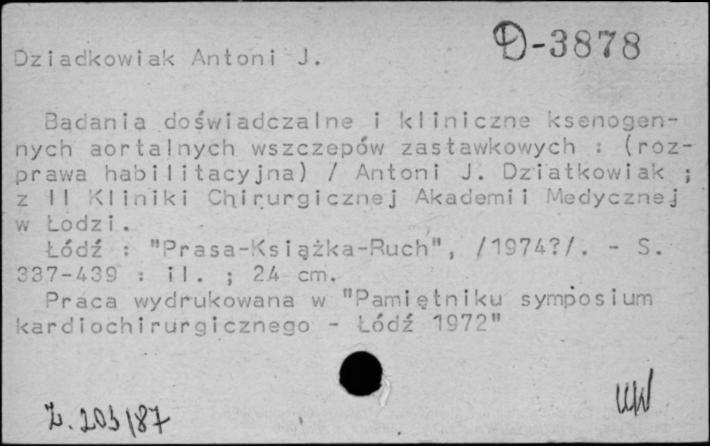 D-3878
Dziadkowiak Antoni J.
Badania doświadczalne i kliniczne ksenogen-
nych aortalnych wszczepów zastawkowych : (roz-
prawa habilitacyjna) / Antoni J. Dziatkowiak ;
z II Kliniki Chirurgicznej Akademii Medycznej
w Łodzi.
Łódź : "Prasa-Książka-Ruch", /1974?/. - S.
337-439 : il. ; 24 cm.
Praca wydrukowana w "Pamiętniku symposium
kardiochirurgicznego - Łódź 1972"
Z. 203/87